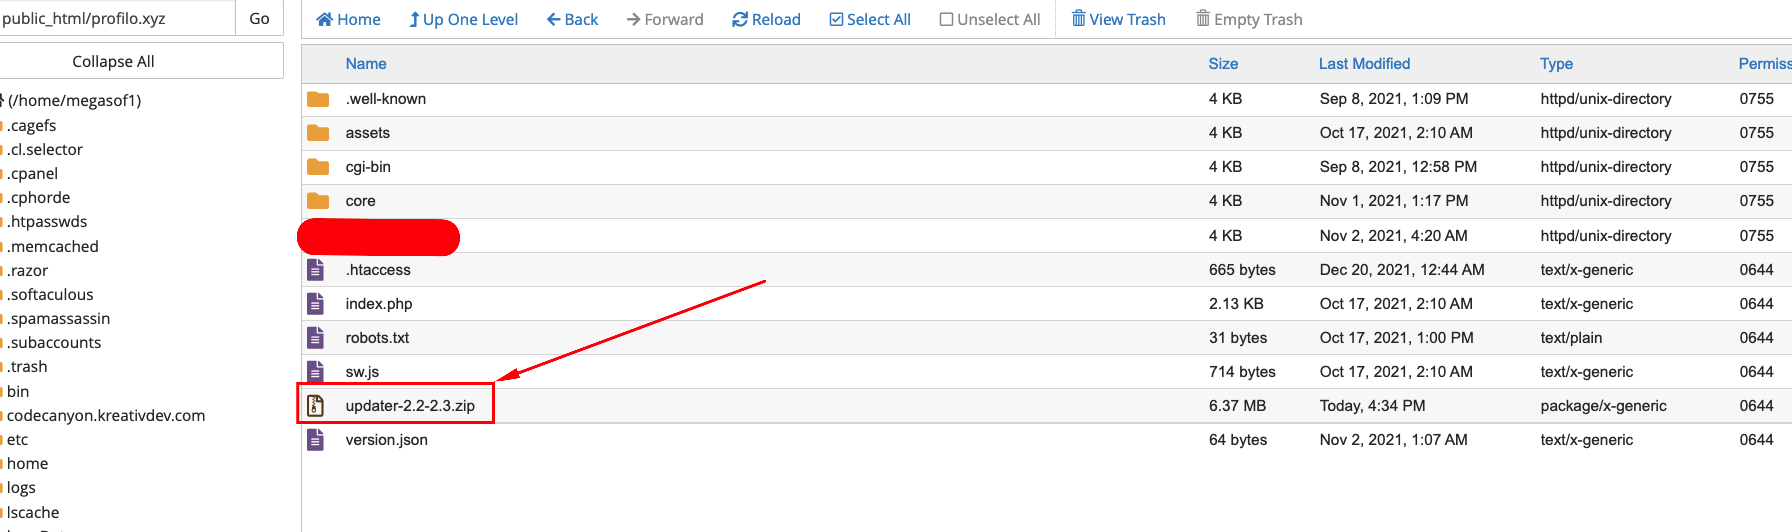 public_html/profilo.xyz Go
Home Up One Level Back Forward Reload Select All Unselect All View Trash Empty Trash
Collapse All
(/home/megasof1)
.cagefs
.cl.selector
.cpanel
.cphorde
.htpasswds
.memcached
.razor
.softaculous
.spamassassin
.subaccounts
.trash
bin
codecanyon.kreativdev.com
etc
home
logs
lscache
Name Size Last Modified Type Permiss
.well-known 4 KB Sep 8, 2021, 1:09 PM httpd/unix-directory 0755
assets 4 KB Oct 17, 2021, 2:10 AM httpd/unix-directory 0755
cgi-bin 4 KB Sep 8, 2021, 12:58 PM httpd/unix-directory 0755
core 4 KB Nov 1, 2021, 1:17 PM httpd/unix-directory 0755
4 KB Nov 2, 2021, 4:20 AM httpd/unix-directory 0755
.htaccess 665 bytes Dec 20, 2021, 12:44 AM text/x-generic 0644
index.php 2.13 KB Oct 17, 2021, 2:10 AM text/x-generic 0644
robots.txt 31 bytes Oct 17, 2021, 1:00 PM text/plain 0644
sw.js 714 bytes Oct 17, 2021, 2:10 AM text/x-generic 0644
updater-2.2-2.3.zip 6.37 MB Today, 4:34 PM package/x-generic 0644
version.json 64 bytes Nov 2, 2021, 1:07 AM text/x-generic 0644